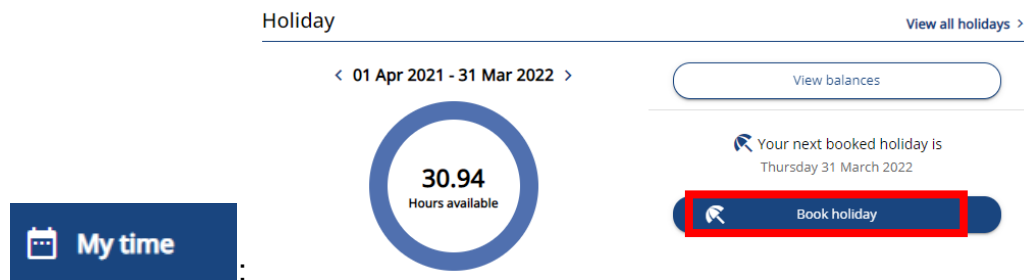 Holiday
View all holidays >
< 01 Apr 2021 - 31 Mar 2022 >
View balances
30.94
Hours available
Your next booked holiday is
Thursday 31 March 2022
Book holiday
My time :